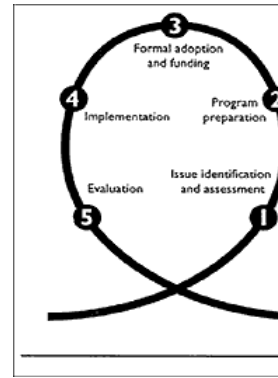 3
Formal adoption
and funding
4
Implementation
2
Program
preparation
Issue identification
and assessment
Evaluation
5
1